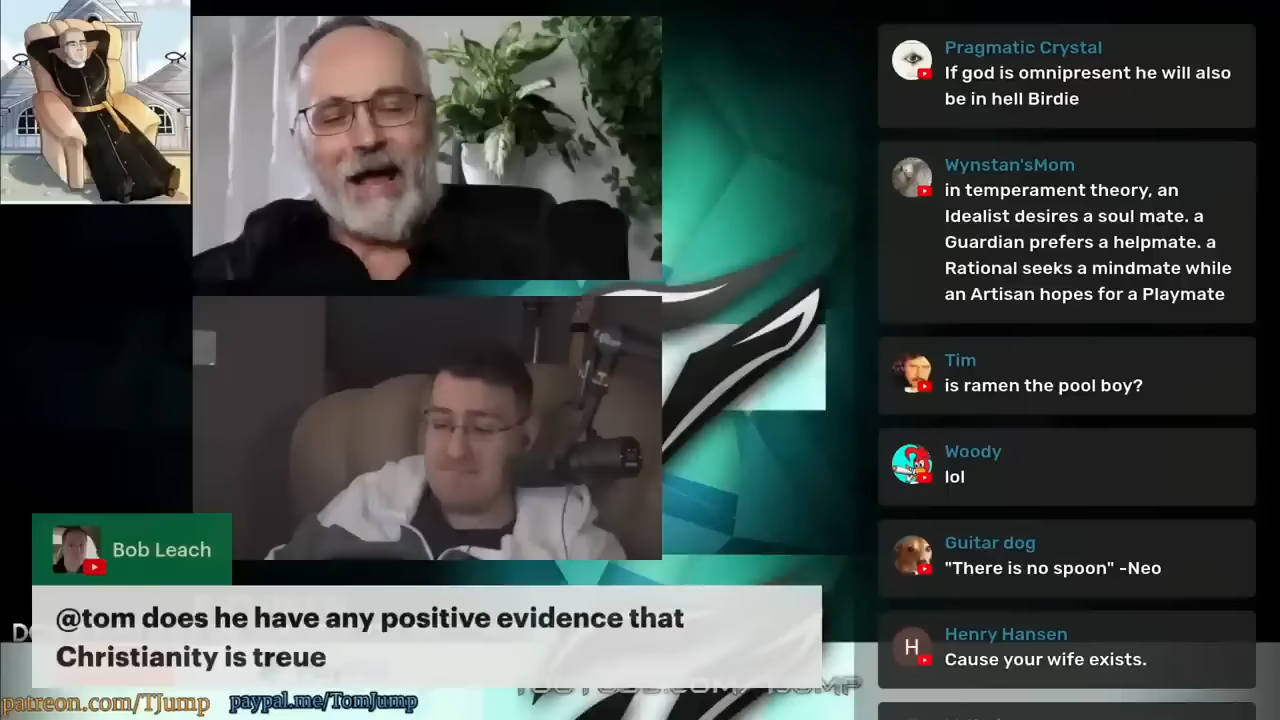 Pragmatic Crystal
If god is omnipresent he will also
be in hell Birdie
Wynstan'sMom
in temperament theory, an
Idealist desires a soul mate. a
Guardian prefers a helpmate. a
Rational seeks a mindmate while
an Artisan hopes for a Playmate
Tim
is ramen the pool boy?
Woody
lol
Guitar dog
"There is no spoon" -Neo
H
Henry Hansen
Cause your wife exists.
Bob Leach
@tom does he have any positive evidence that
Christianity is treue
patreon.com/TJump
paypal.me/TomJump
YOUTUBE.COM/TJUMP